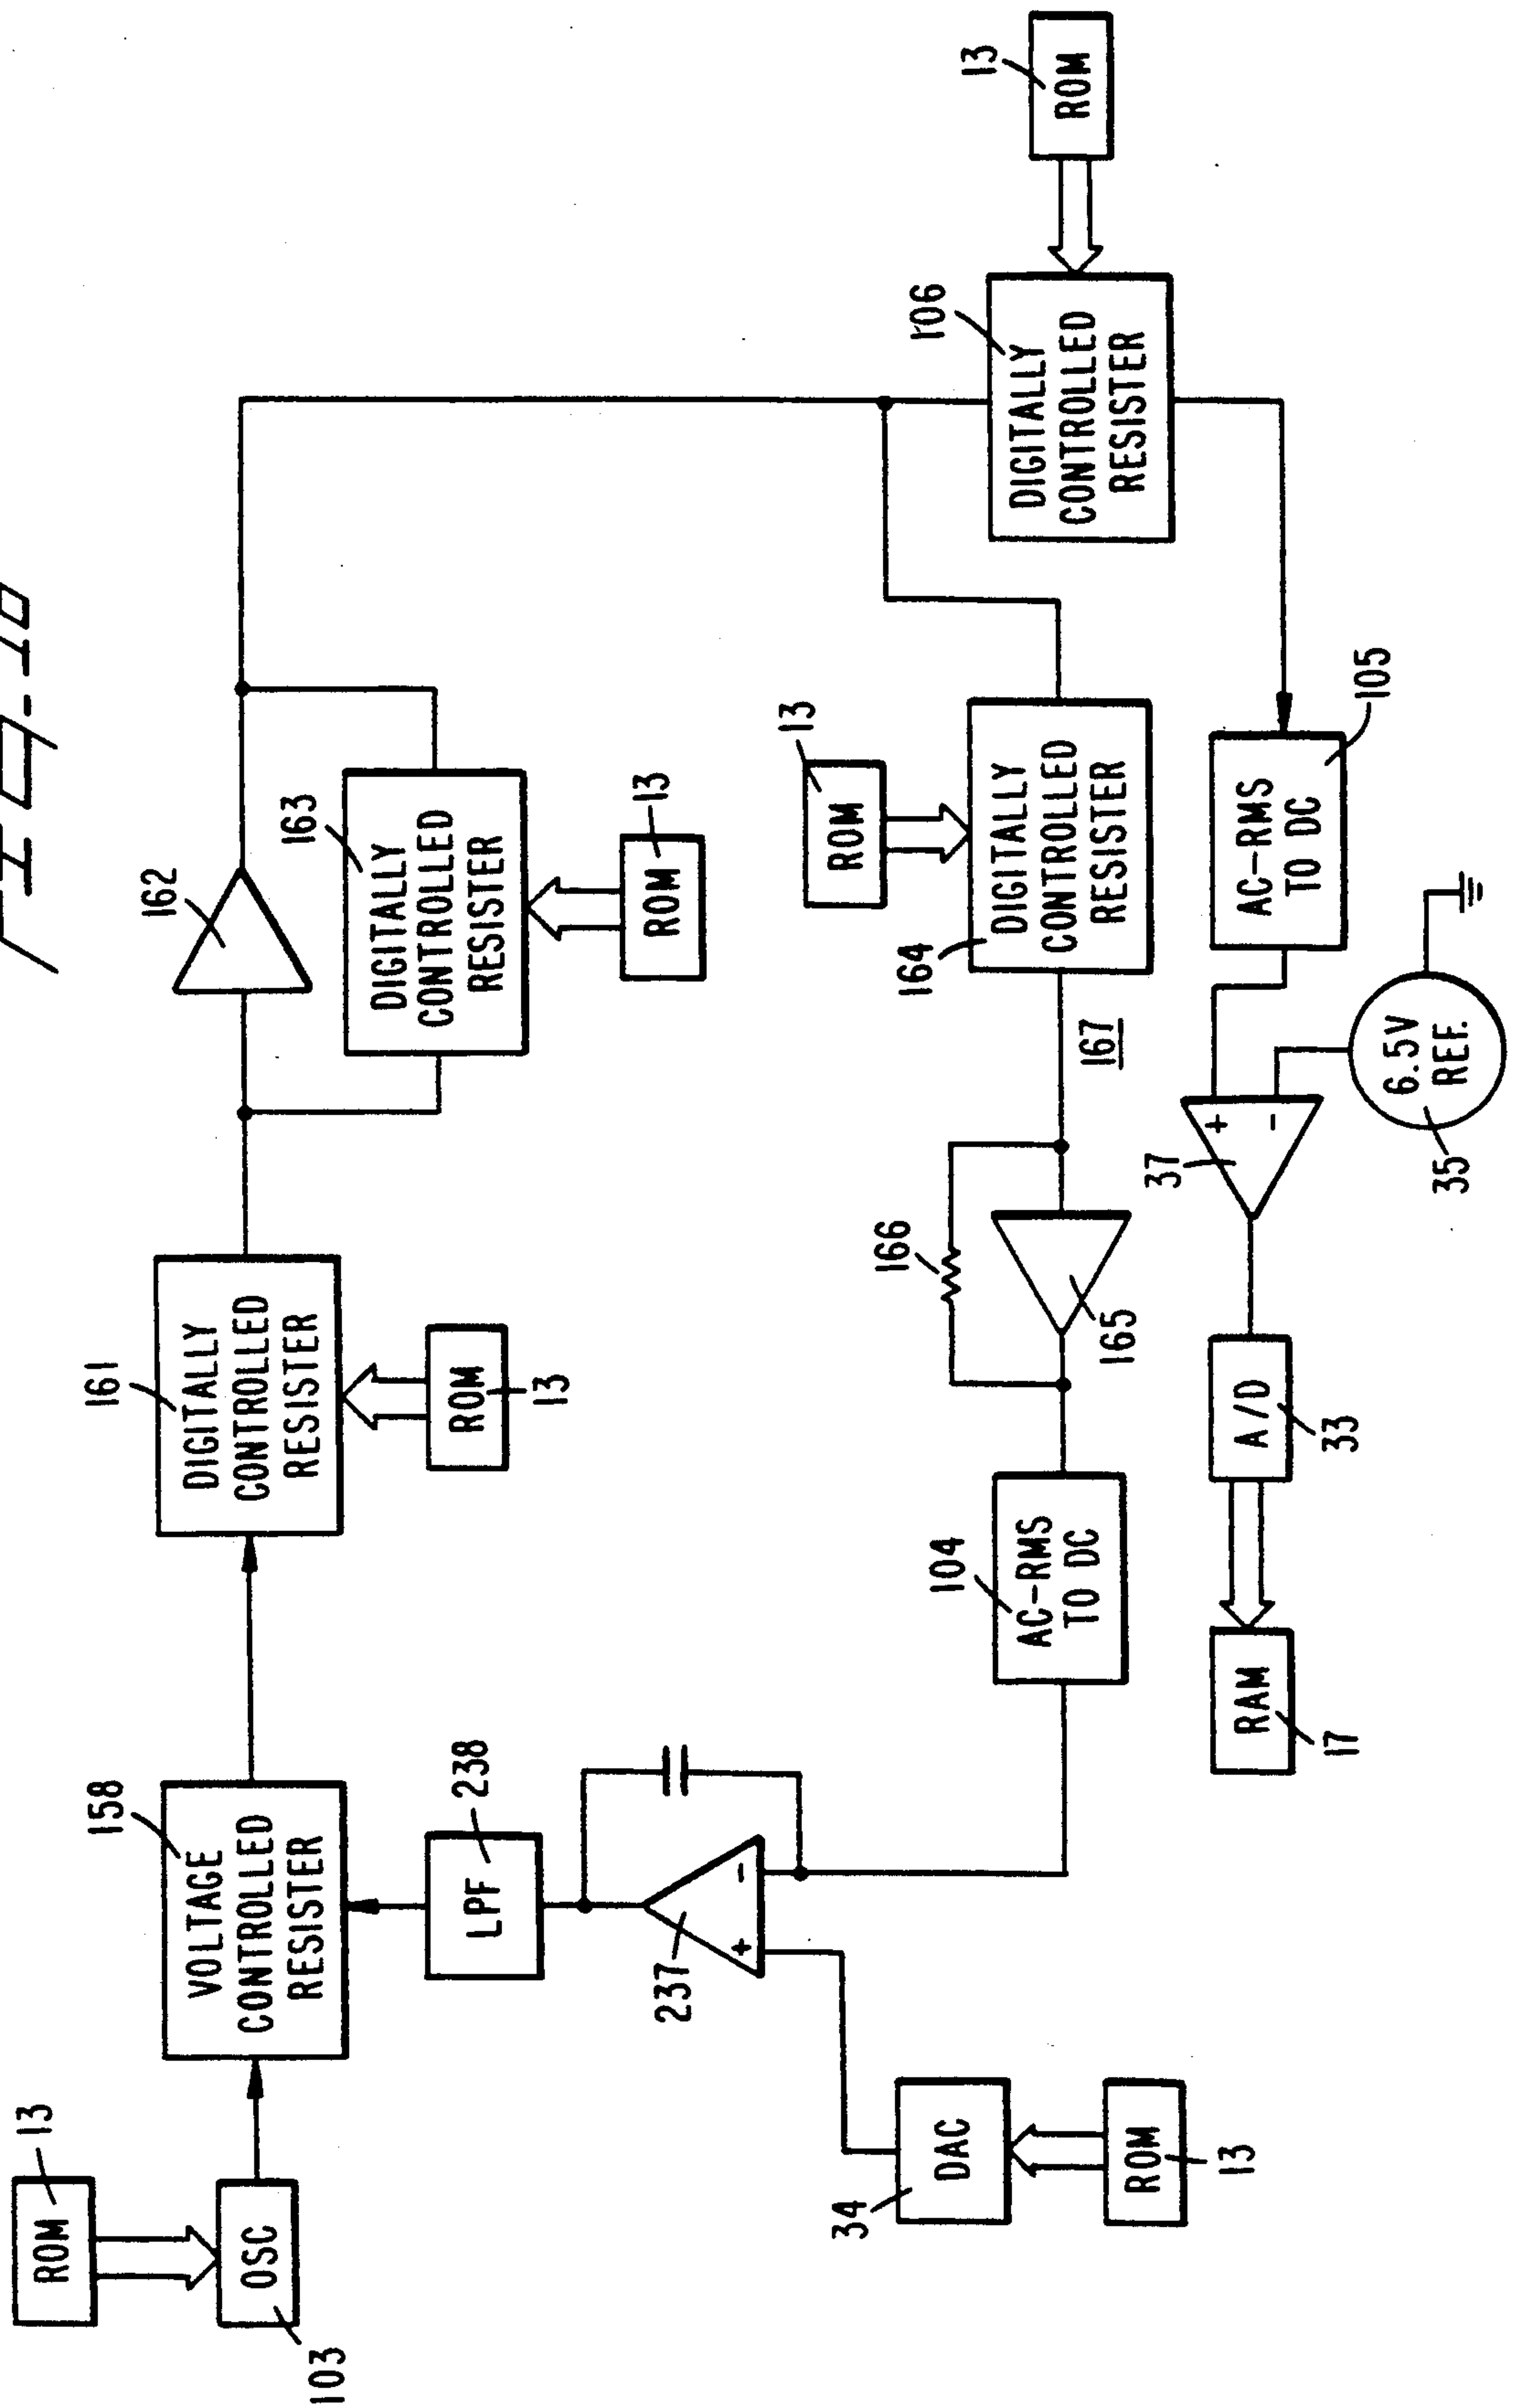 FIG-10
13
ROM
OSC
103
158
VOLTAGE
CONTROLLED
RESISTER
161
DIGITALLY
CONTROLLED
RESISTER
ROM
13
162
163
DIGITALLY
CONTROLLED
RESISTER
ROM
13
LPF
238
237
+
-
34
DAC
ROM
13
104
AC-RMS
TO DC
166
165
167
164
DIGITALLY
CONTROLLED
RESISTER
13
ROM
106
DIGITALLY
CONTROLLED
RESISTER
13
ROM
105
AC-RMS
TO DC
37
+
-
6.5V
REF.
35
A/D
33
RAM
17